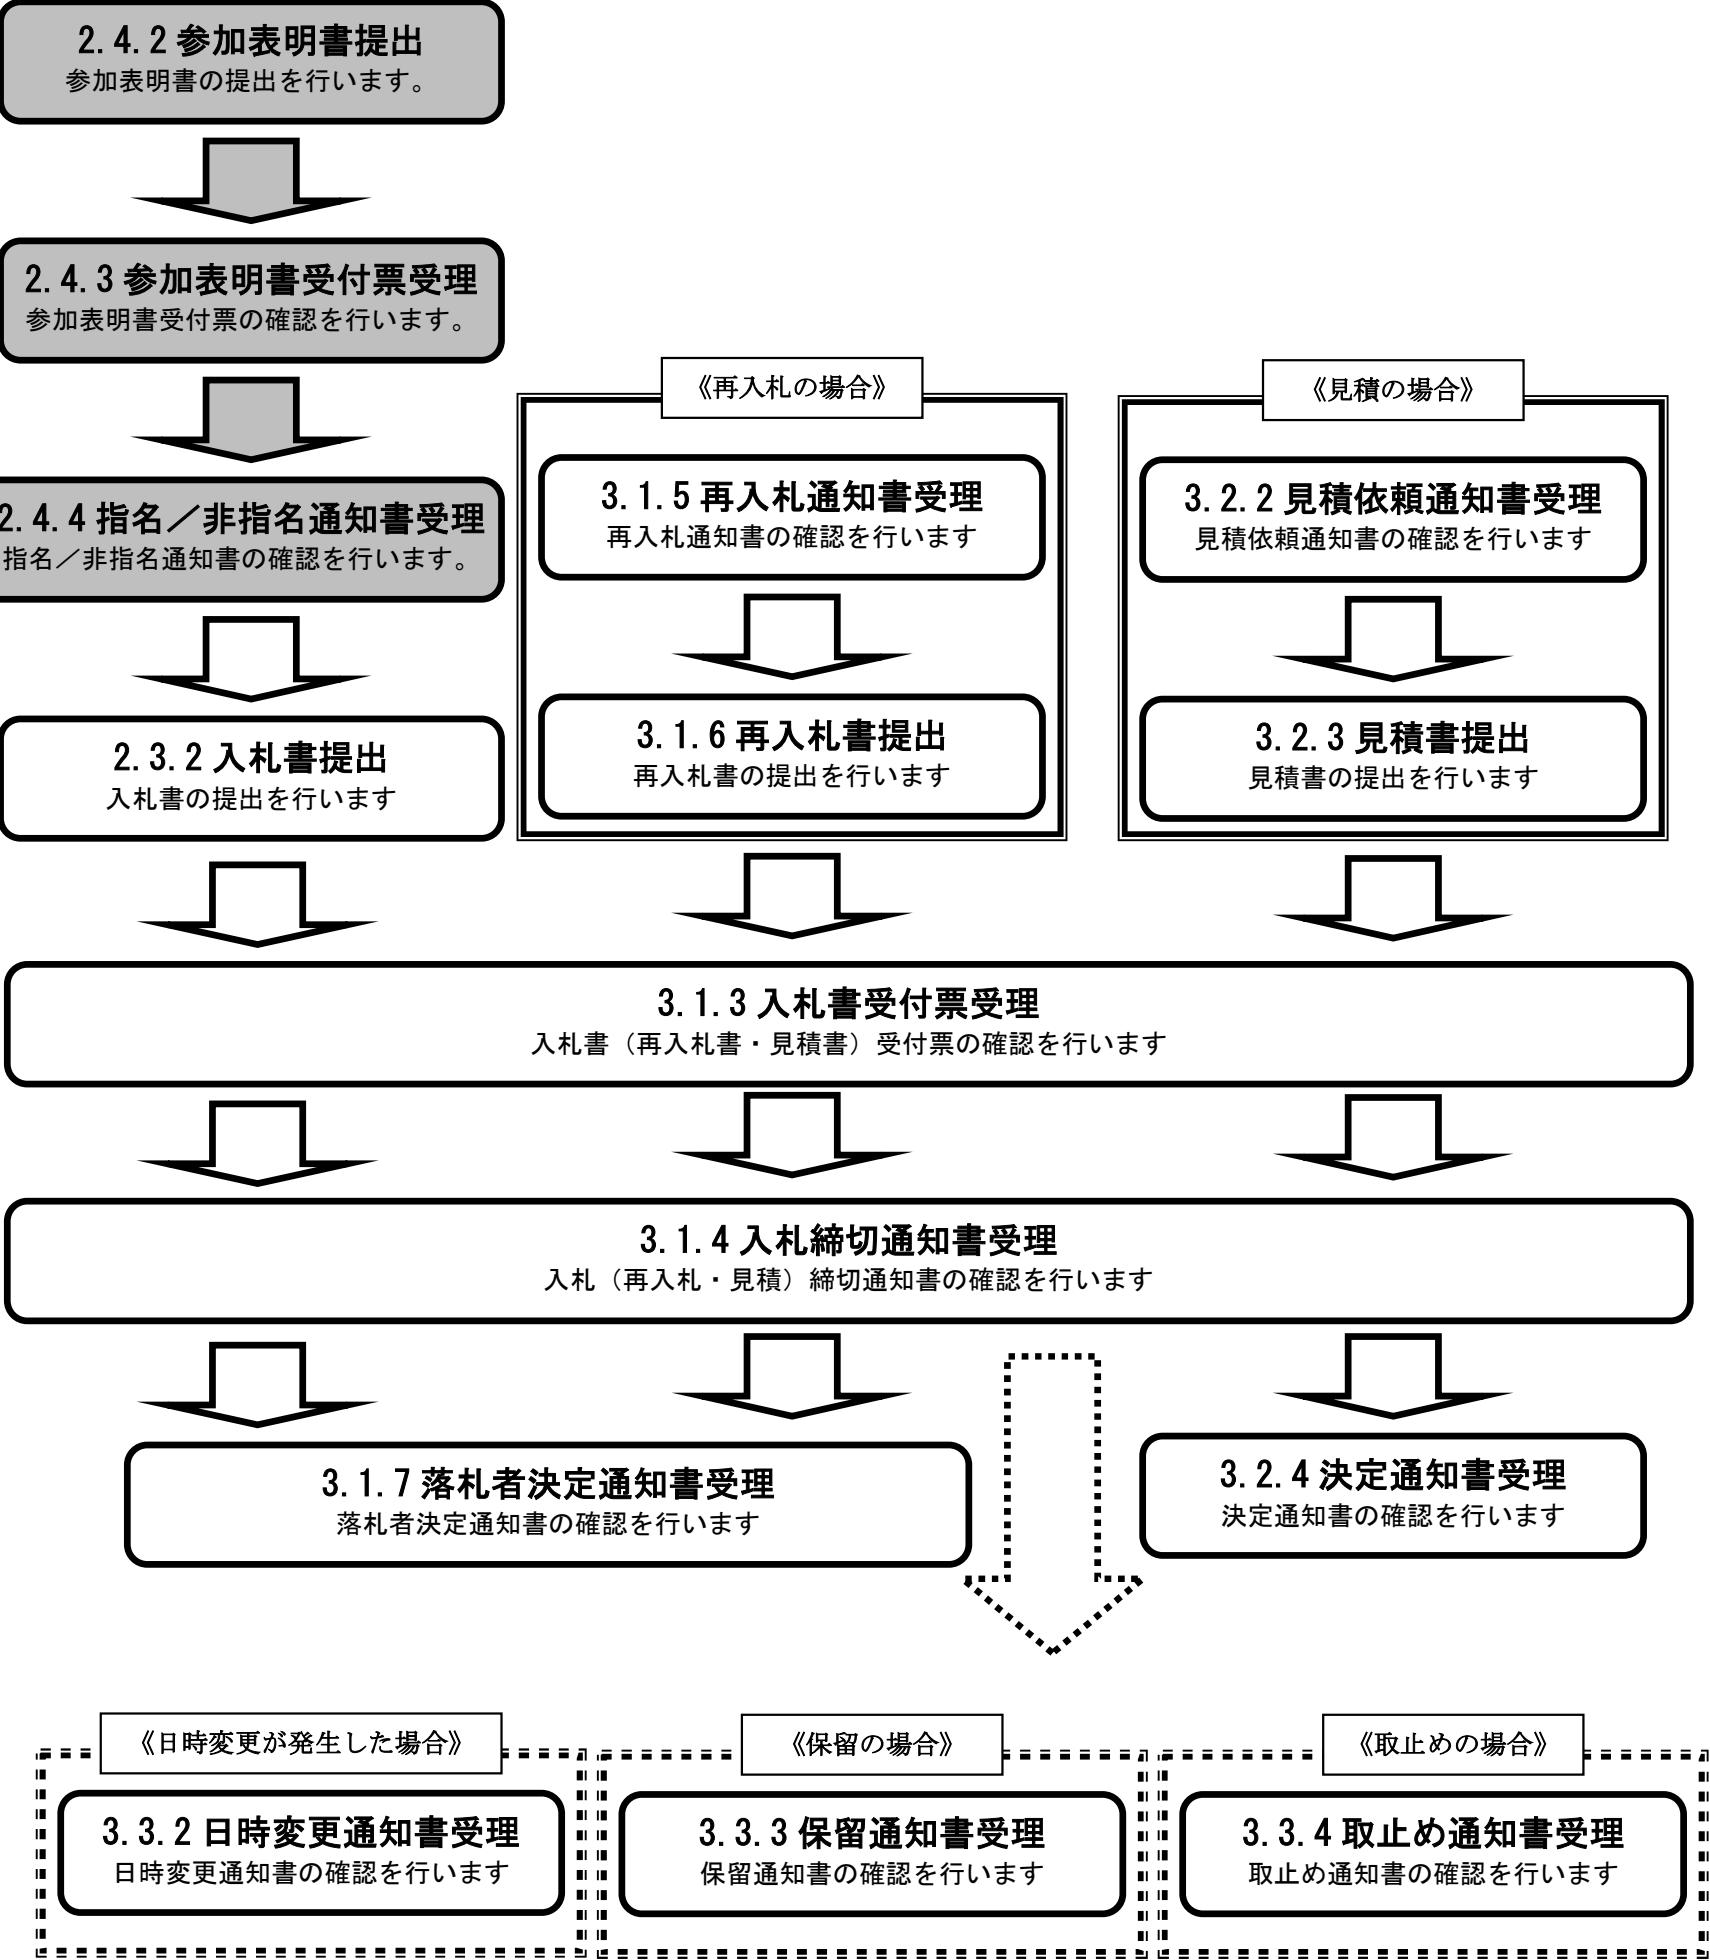 2.4.2 参加表明書提出
参加表明書の提出を行います。
2.4.3 参加表明書受付票受理
参加表明書受付票の確認を行います。
2.4.4 指名／非指名通知書受理
指名／非指名通知書の確認を行います。
2.3.2 入札書提出
入札書の提出を行います
《再入札の場合》
3.1.5 再入札通知書受理
再入札通知書の確認を行います
3.1.6 再入札書提出
再入札書の提出を行います
《見積の場合》
3.2.2 見積依頼通知書受理
見積依頼通知書の確認を行います
3.2.3 見積書提出
見積書の提出を行います
3.1.3 入札書受付票受理
入札書（再入札書・見積書）受付票の確認を行います
3.1.4 入札締切通知書受理
入札（再入札・見積）締切通知書の確認を行います
3.1.7 落札者決定通知書受理
落札者決定通知書の確認を行います
3.2.4 決定通知書受理
決定通知書の確認を行います
《日時変更が発生した場合》
3.3.2 日時変更通知書受理
日時変更通知書の確認を行います
《保留の場合》
3.3.3 保留通知書受理
保留通知書の確認を行います
《取止めの場合》
3.3.4 取止め通知書受理
取止め通知書の確認を行います